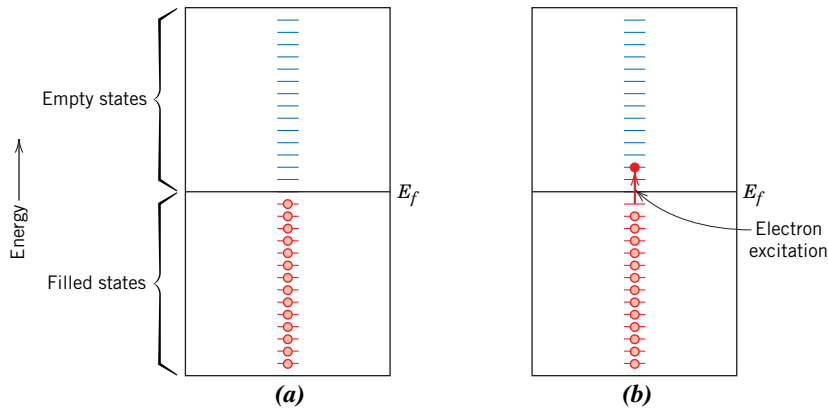 Empty states
Energy
Filled states
E_f
(a)
E_f
Electron
excitation
(b)